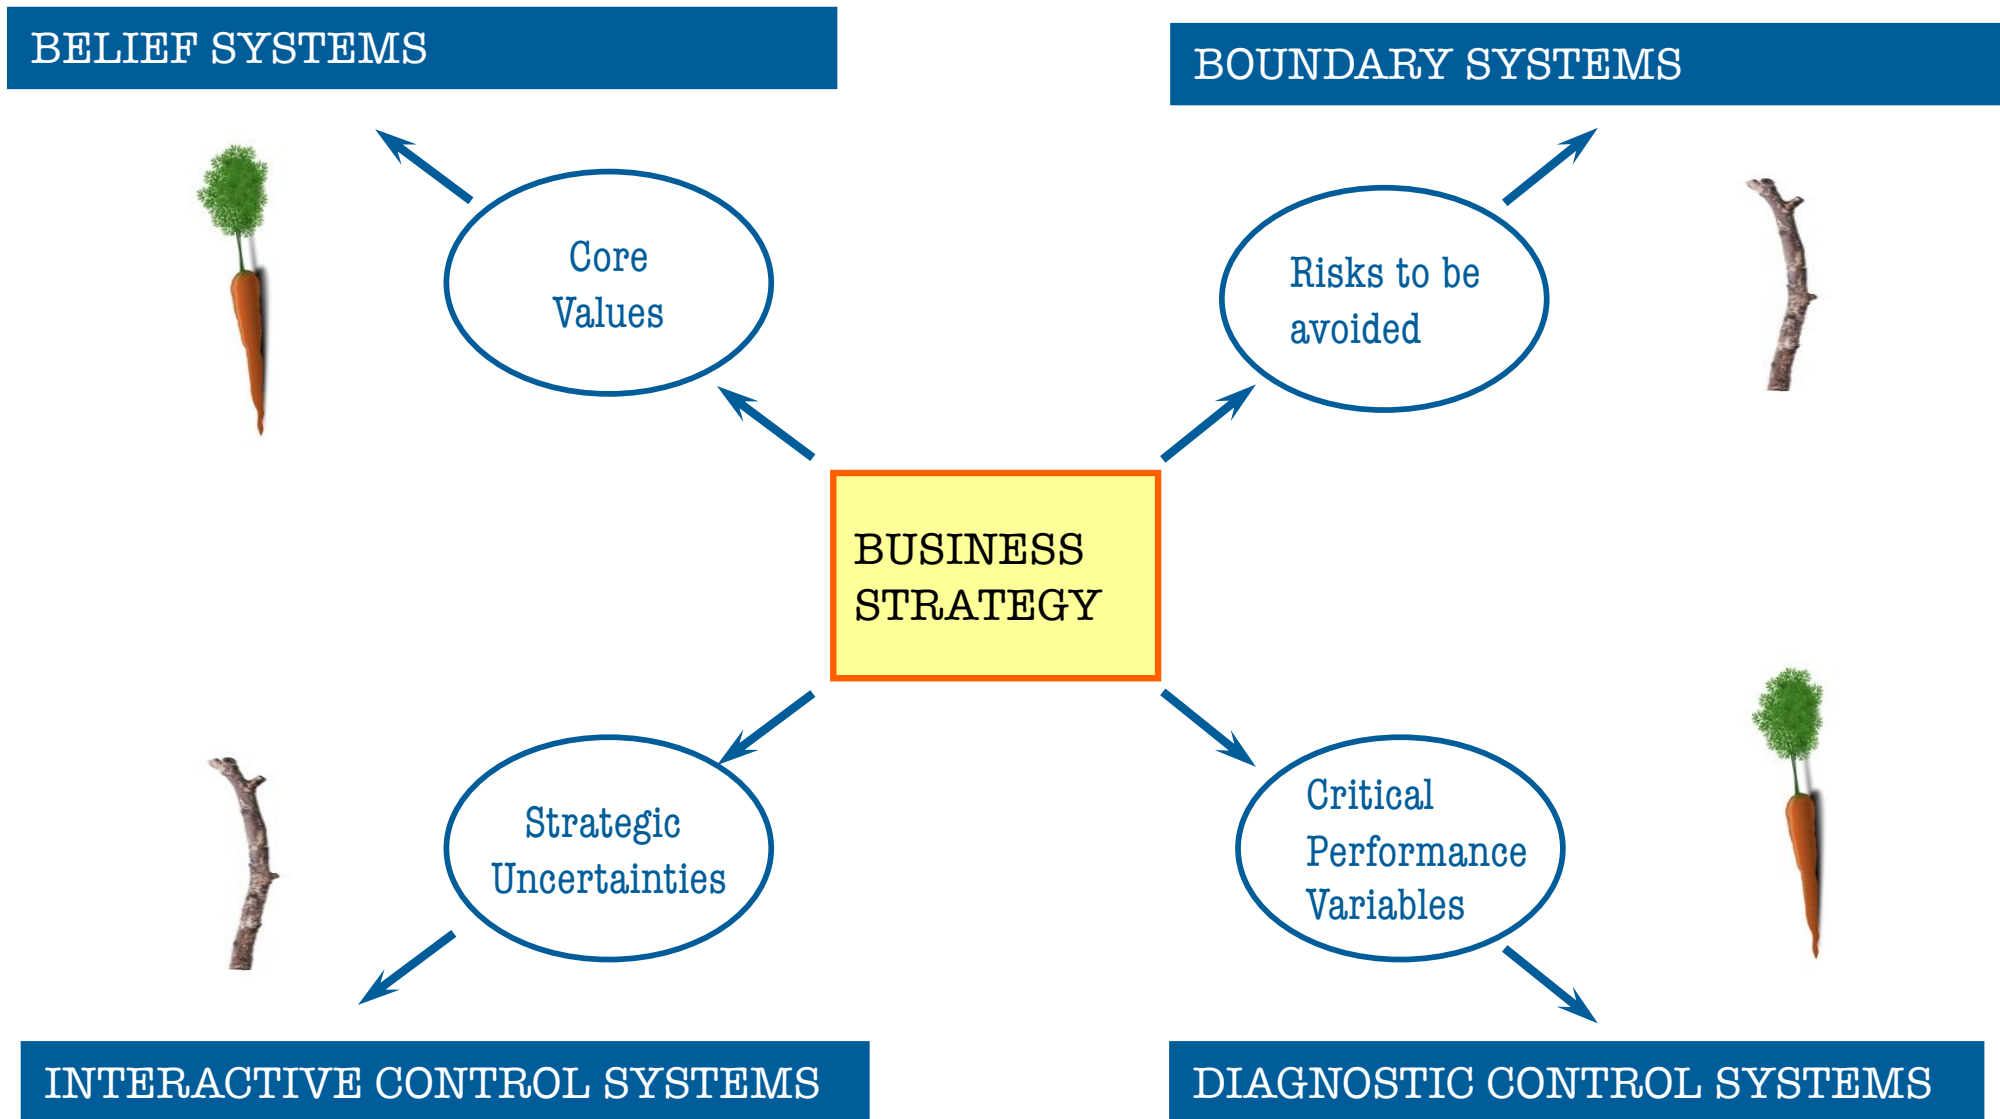 BELIEF SYSTEMS
BOUNDARY SYSTEMS
Core
Values
Risks to be
avoided
BUSINESS
STRATEGY
Strategic
Uncertainties
Critical
Performance
Variables
INTERACTIVE CONTROL SYSTEMS
DIAGNOSTIC CONTROL SYSTEMS